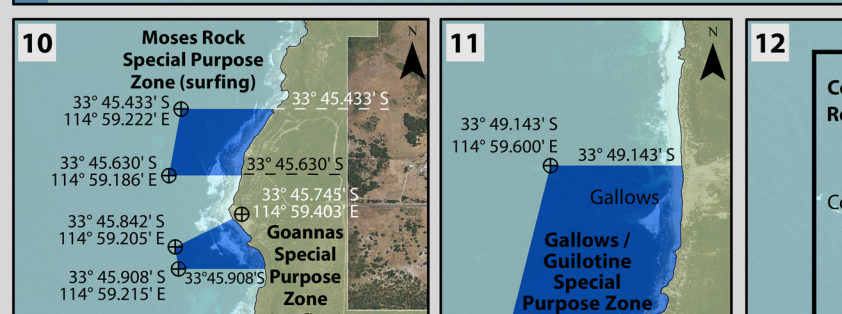 10
Moses Rock
Special Purpose
Zone (surfing)
N
33° 45.433' S
114° 59.222' E
33° 45.433' S
33° 45.630' S
114° 59.186' E
33° 45.630' S
33° 45.745' S
114° 59.403' E
33° 45.842' S
114° 59.205' E
Goannas
Special
Purpose
Zone
33° 45.908' S
114° 59.215' E
33°45.908'S
11
N
33° 49.143' S
114° 59.600' E
33° 49.143' S
Gallows
Gallows /
Guilotine
Special
Purpose Zone
12